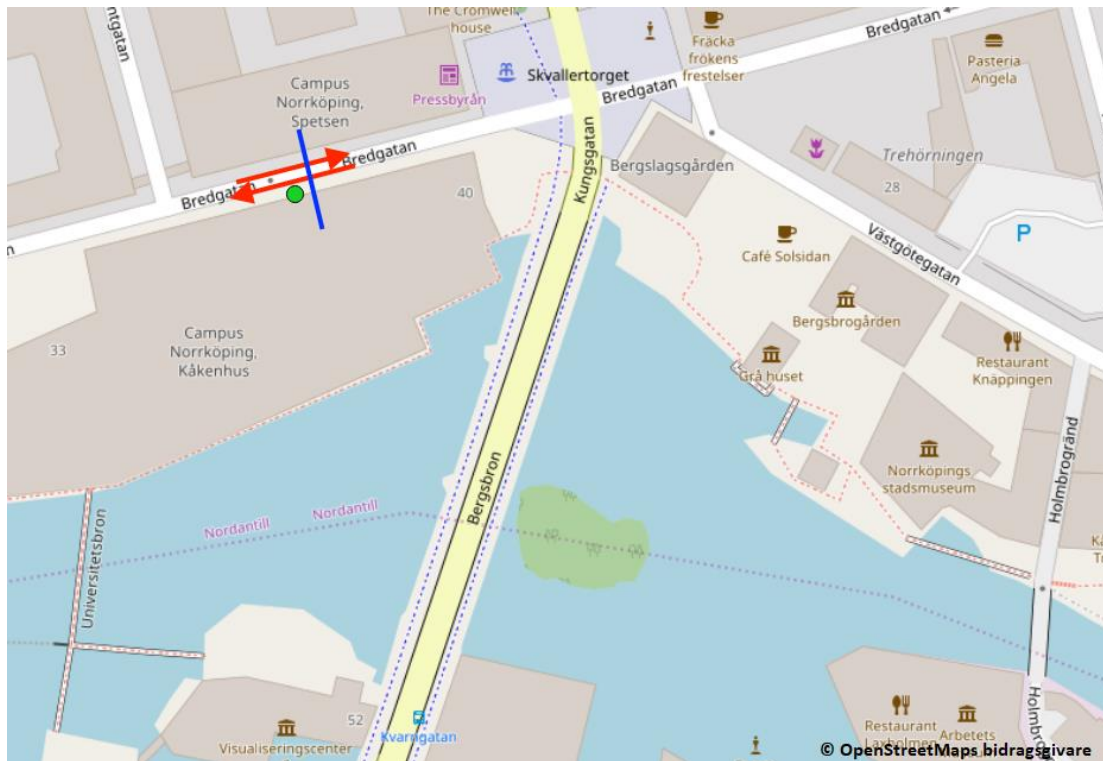 The Cromwell
house
Bredgatan
Fräcka
frökens
frestelser
Pasteria
Angela
Campus
Norrköping,
Spetsen
Pressbyrån
Skvallertorget
Bredgatan
Bredgatan
Bredgatan
Kungsgatan
Bergslagsgården
Trehörningen
28
40
P
Västgötegatan
Café Solsidan
Bergsbrogården
33
Campus
Norrköping,
Kåkenhus
Grå huset
Restaurant
Knäppingen
Holmbrogränd
Norrköpings
stadsmuseum
Bergsbron
Nordantill
Nordantill
Universitetsbron
52
Kvarngatan
Visualiseringscenter
Restaurant
Laxholmen
Arbetets
© OpenStreetMaps bidragsgivare